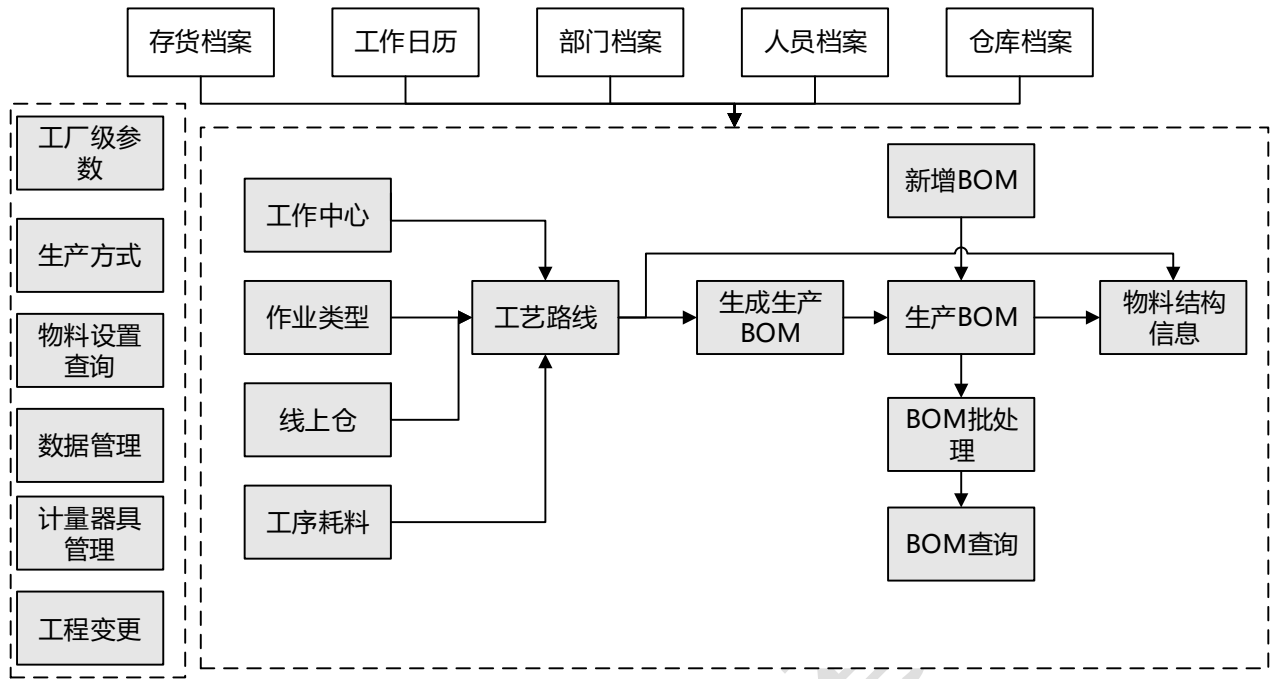 存货档案
工作日历
部门档案
人员档案
仓库档案
工厂级参
数
生产方式
物料设置
查询
数据管理
计量器具
管理
工程变更
工作中心
作业类型
线上仓
工序耗料
工艺路线
生成生产
BOM
新增BOM
生产BOM
BOM批处
理
BOM查询
物料结构
信息